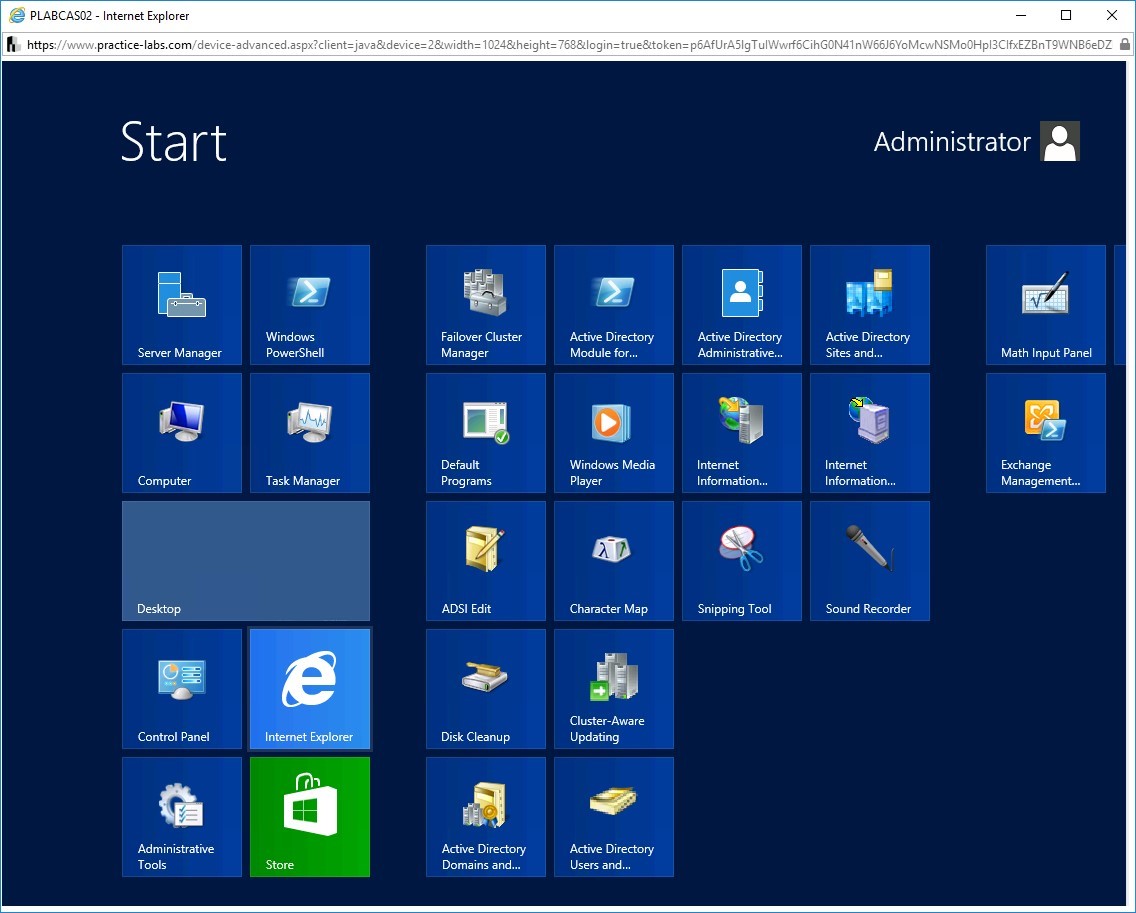 PLABCAS02 - Internet Explorer
https://www.practice-labs.com/device-advanced.aspx?client=java&device=2&width=1024&height=768&login=true&token=
Start
Administrator
Server Manager
Windows
PowerShell
Failover Cluster
Manager
Active Directory
Module for...
Active Directory
Administrative...
Active Directory
Sites and...
Math Input Panel
Computer
Task Manager
Default
Programs
Windows Media
Player
Internet
Information...
Internet
Information...
Exchange
Management...
Desktop
ADSI Edit
Character Map
Snipping Tool
Sound Recorder
Control Panel
Internet Explorer
Disk Cleanup
Cluster-Aware
Updating
Administrative
Tools
Store
Active Directory
Domains and...
Active Directory
Users and...